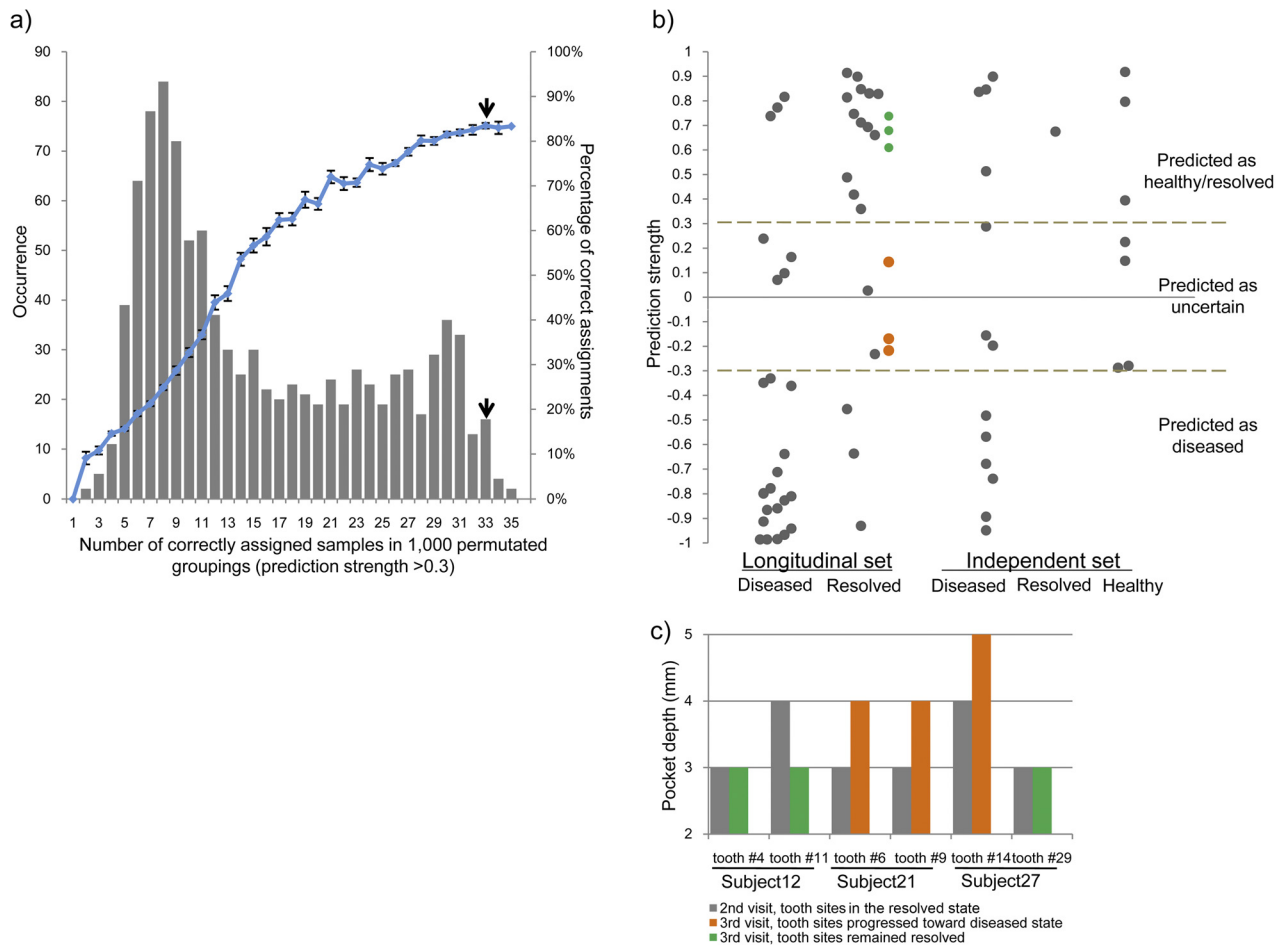 a)
90
80
70
60
50
40
30
20
10
0
Occurrence
100%
90%
80%
70%
60%
50%
40%
30%
20%
10%
0%
Percentage of correct assignments
1 3 5 7 9 11 13 15 17 19 21 23 25 27 29 31 33 35
Number of correctly assigned samples in 1,000 permutated
groupings (prediction strength >0.3)
b)
1
0.9
0.8
0.7
0.6
0.5
0.4
0.3
0.2
0.1
0
-0.1
-0.2
-0.3
-0.4
-0.5
-0.6
-0.7
-0.8
-0.9
-1
Prediction strength
Predicted as
healthy/resolved
Predicted as
uncertain
Predicted as
diseased
Longitudinal set Independent set
Diseased Resolved Diseased Resolved Healthy
c)
5
4
3
2
Pocket depth (mm)
tooth #4 tooth #11 tooth #6 tooth #9 tooth #14 tooth #29
Subject12 Subject21 Subject27
2nd visit, tooth sites in the resolved state
3rd visit, tooth sites progressed toward diseased state
3rd visit, tooth sites remained resolved